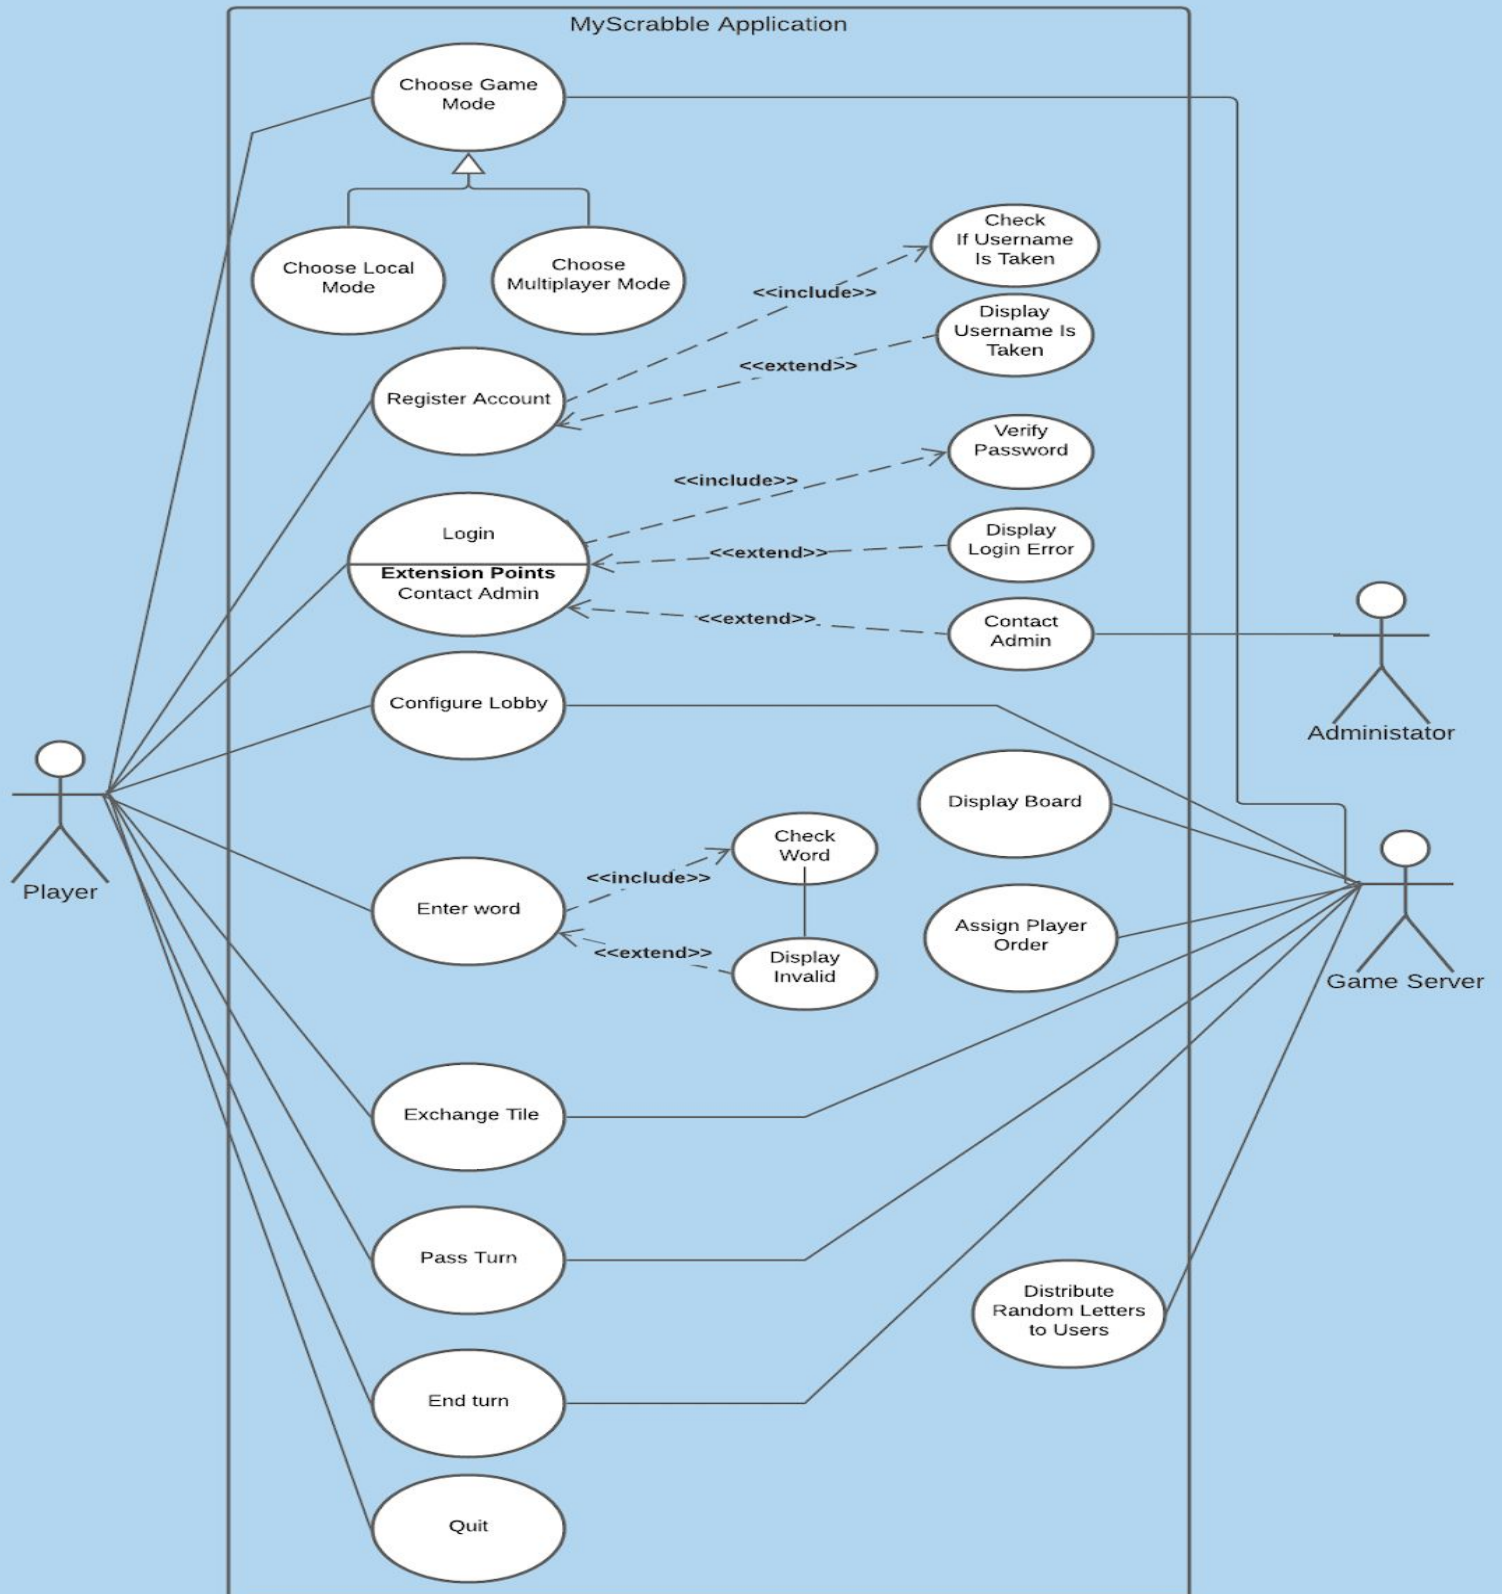 MyScrabble Application
Choose Game
Mode
Choose Local
Mode
Choose
Multiplayer Mode
Check
If Username
Is Taken
<<include>>
Display
Username Is
Taken
<<extend>>
Register Account
Verify
Password
<<include>>
Login
Extension Points
Contact Admin
Display
Login Error
<<extend>>
Contact
Admin
<<extend>>
Administator
Configure Lobby
Display Board
Player
Enter word
<<include>>
Check
Word
<<extend>>
Display
Invalid
Assign Player
Order
Game Server
Exchange Tile
Pass Turn
Distribute
Random Letters
to Users
End turn
Quit